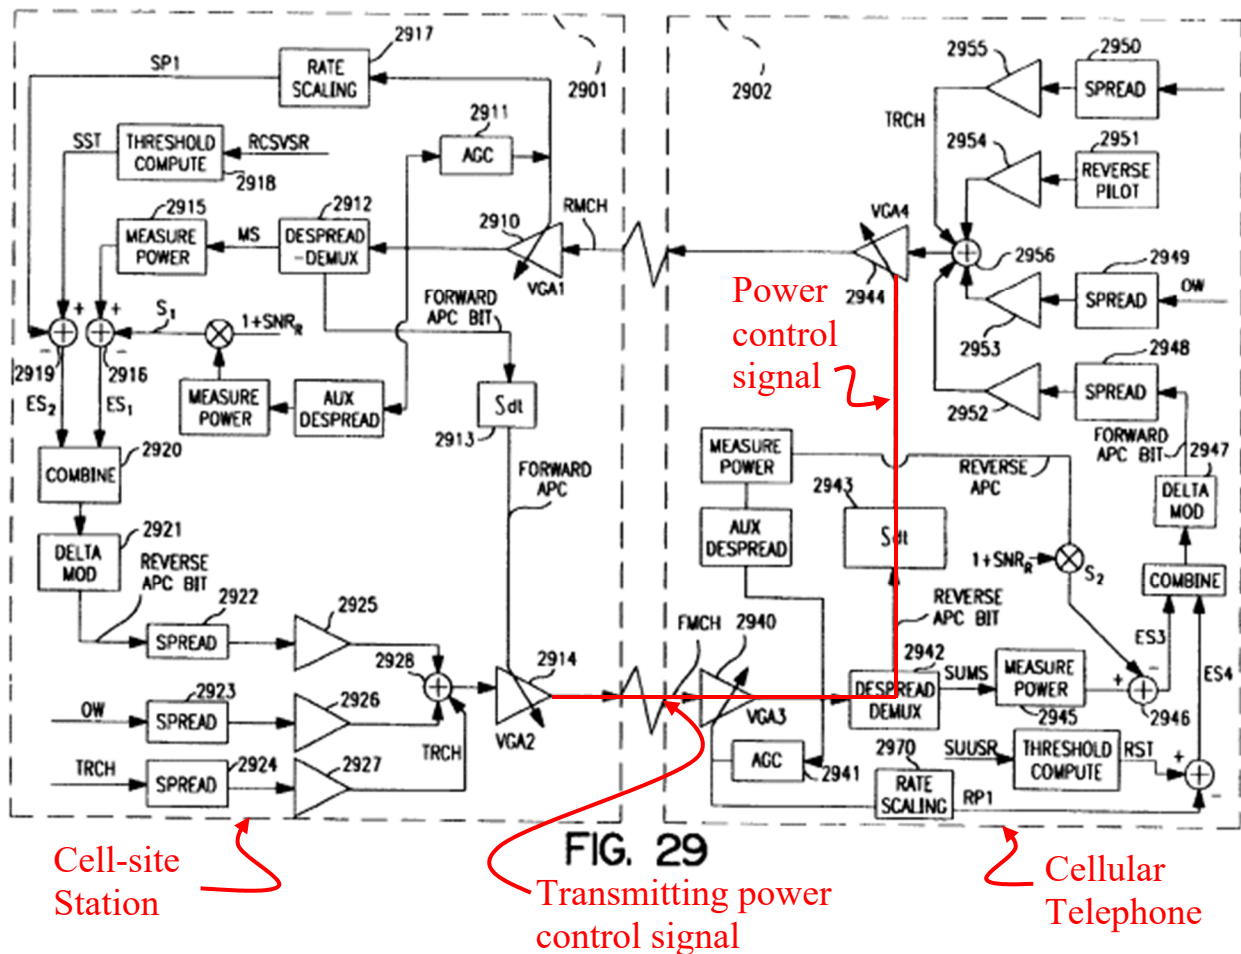 2917
SP1
RATE
SCALING
2901
2902
2955
2950
SPREAD
TRCH
2911
AGC
SST
THRESHOLD
COMPUTE
RCSVSR
2918
2954
2951
REVERSE
PILOT
2915
MEASURE
POWER
MS
2912
DESPREAD
-DEMUX
2910
RMCH
VGA1
VGA4
2944
2956
2949
SPREAD
OW
2953
Power
control
signal
FORWARD
APC BIT
+
+
S1
1+SNRR
-
-
2919
2916
ES2
ES1
MEASURE
POWER
AUX
DESPREAD
Sdt
2913
2948
SPREAD
2952
FORWARD
APC BIT
2947
DELTA
MOD
MEASURE
POWER
REVERSE
APC
2943
Sdt
COMBINE
2920
FORWARD
APC
AUX
DESPREAD
1+SNRR
S2
COMBINE
DELTA
MOD
2921
REVERSE
APC BIT
REVERSE
APC BIT
2922
SPREAD
2925
FMCH
2940
2942
DESPREAD
DEMUX
SUMS
MEASURE
POWER
2945
ES3
ES4
-
+
2946
2928
2914
VGA2
VGA3
OW
2923
SPREAD
2926
TRCH
TRCH
SPREAD
2924
2927
AGC
2941
2970
RATE
SCALING
RP1
SUUSR
THRESHOLD
COMPUTE
RST
+
-
FIG. 29
Cell-site
Station
Transmitting power
control signal
Cellular
Telephone